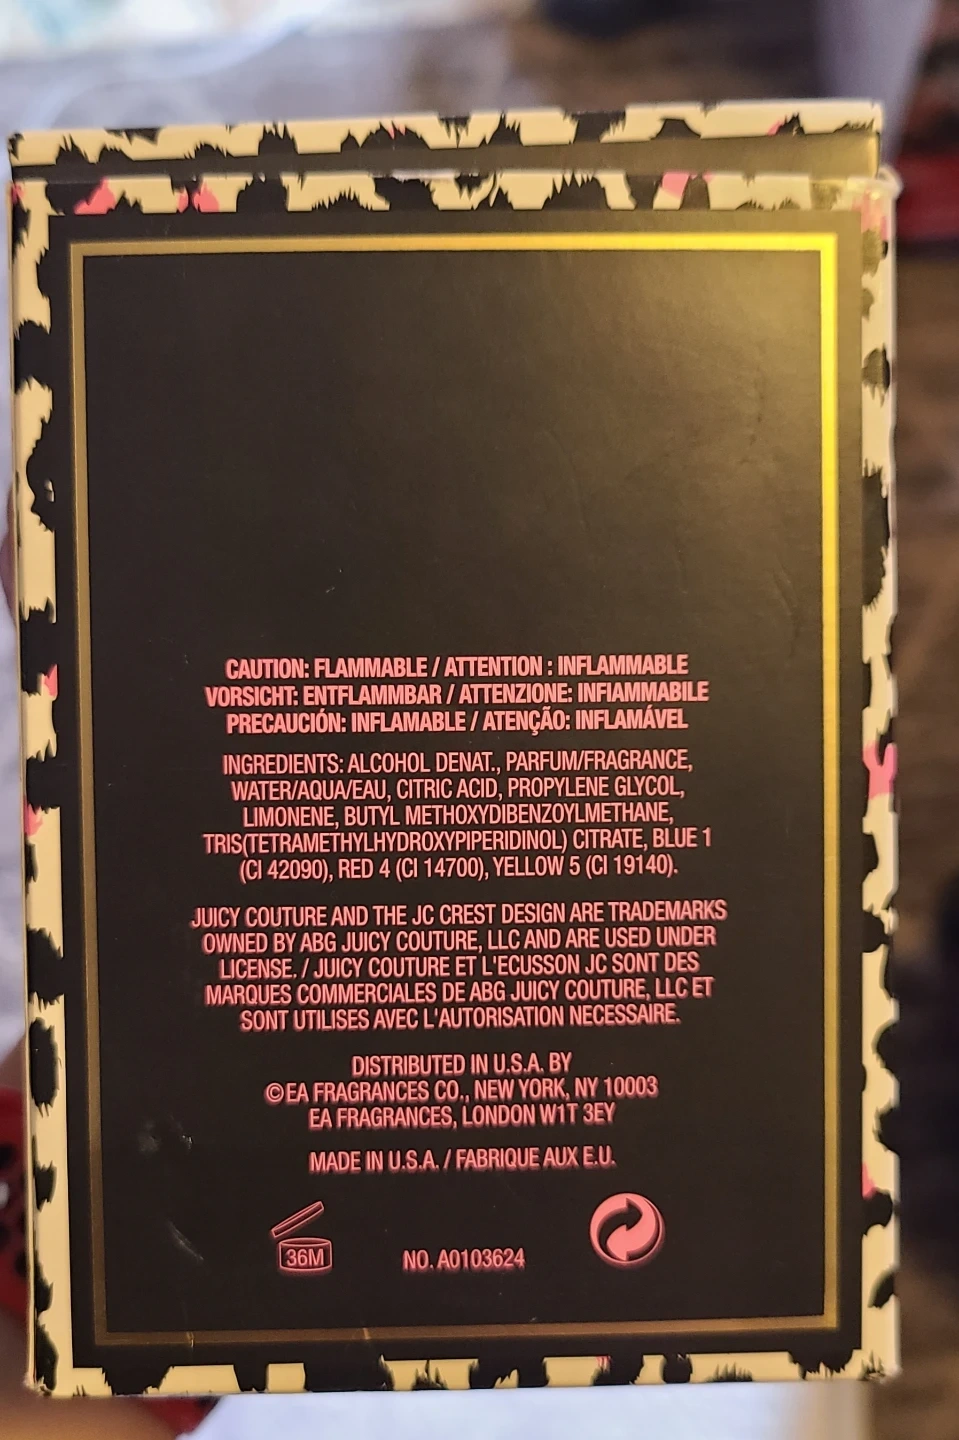 CAUTION: FLAMMABLE / ATTENTION : INFLAMMABLE
VORSICHT: ENTFLAMMBAR / ATTENZIONE: INFIAMMABILE
PRECAUCIÓN: INFLAMABLE / ATENÇÃO: INFLAMÁVEL
INGREDIENTS: ALCOHOL DENAT., PARFUM/FRAGRANCE,
WATER/AQUA/EAU, CITRIC ACID, PROPYLENE GLYCOL,
LIMONENE, BUTYL METHOXYDIBENZOYLMETHANE,
TRIS(TETRAMETHYLHYDROXYPIPERIDINOL) CITRATE, BLUE 1
(CI 42090), RED 4 (CI 14700), YELLOW 5 (CI 19140).
JUICY COUTURE AND THE JC CREST DESIGN ARE TRADEMARKS
OWNED BY ABG JUICY COUTURE, LLC AND ARE USED UNDER
LICENSE. / JUICY COUTURE ET L'ECUSSON JC SONT DES
MARQUES COMMERCIALES DE ABG JUICY COUTURE, LLC ET
SONT UTILISES AVEC L'AUTORISATION NECESSAIRE.
DISTRIBUTED IN U.S.A. BY
©EA FRAGRANCES CO., NEW YORK, NY 10003
EA FRAGRANCES, LONDON W1T 3EY
MADE IN U.S.A. / FABRIQUE AUX E.U.
36M
NO. A0103624